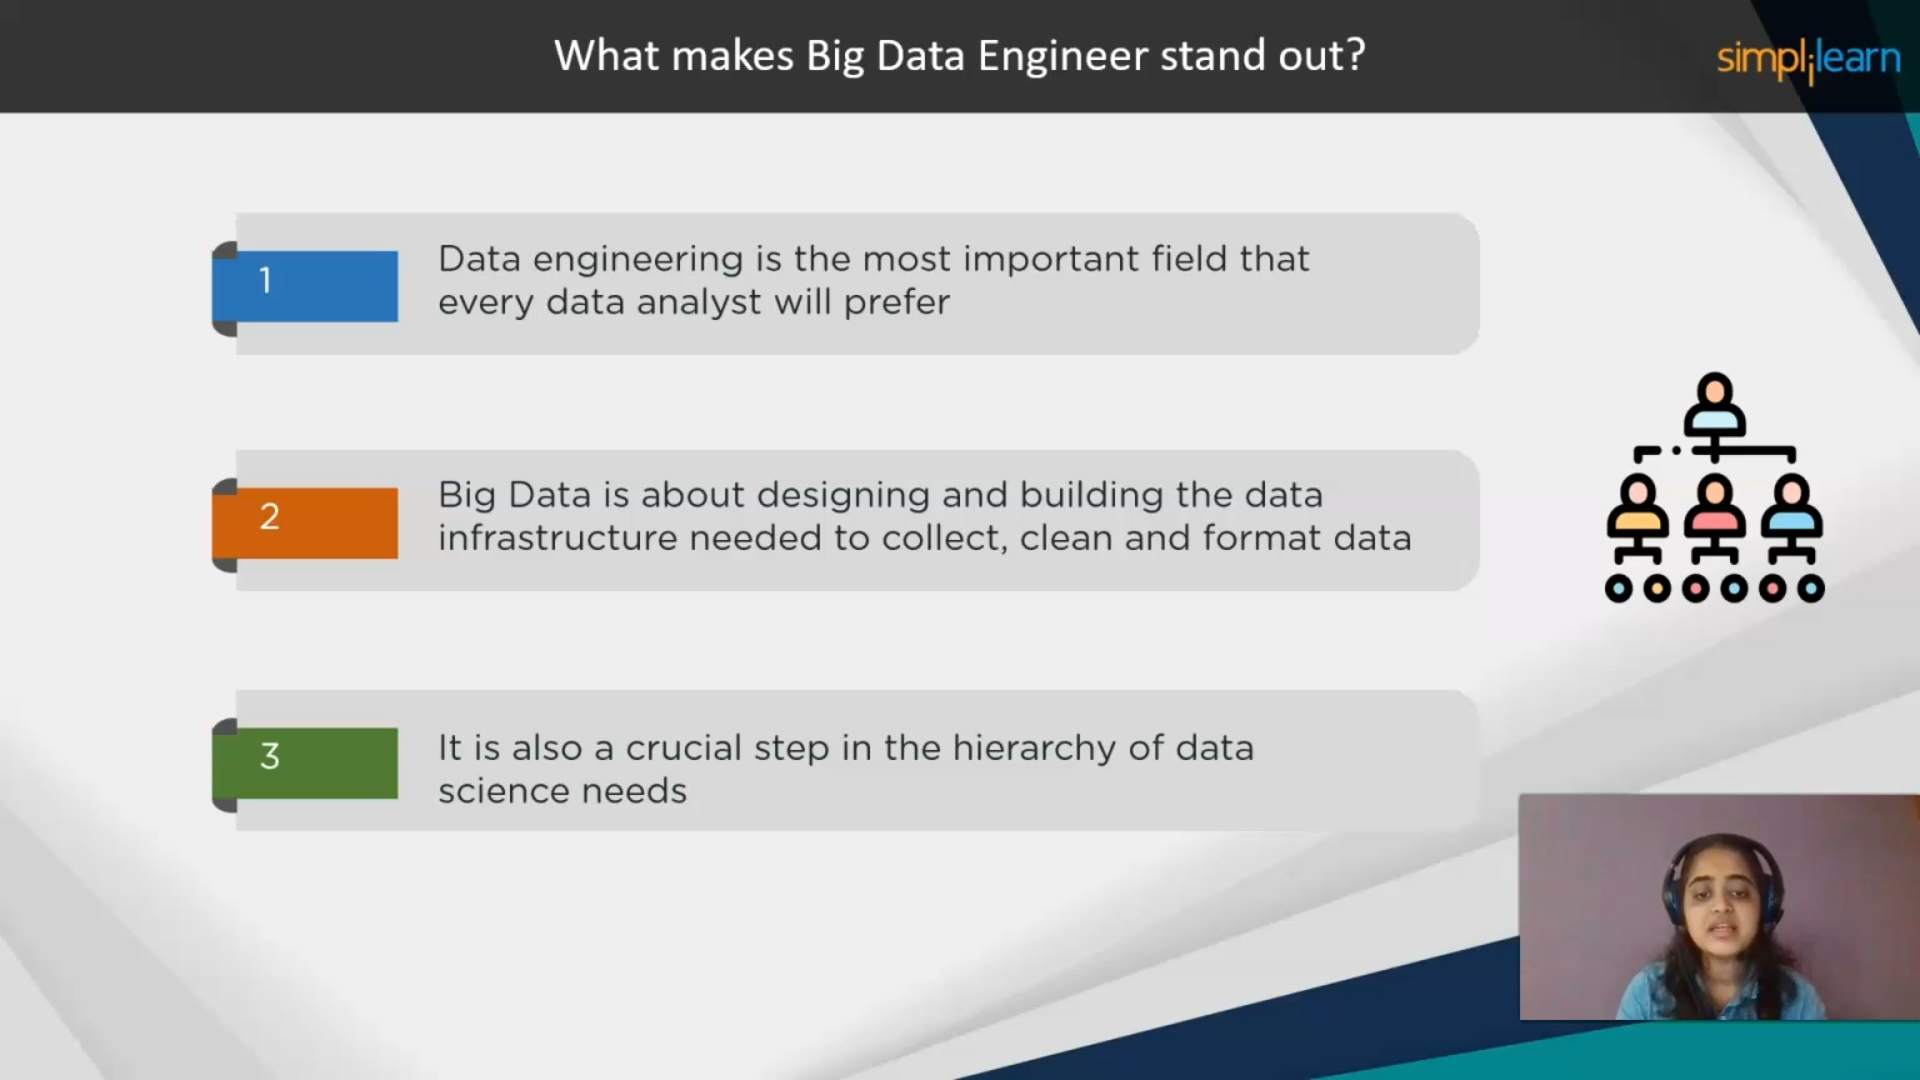 What makes Big Data Engineer stand out?
simplilearn
1
Data engineering is the most important field that
every data analyst will prefer
2
Big Data is about designing and building the data
infrastructure needed to collect, clean and format data
3
It is also a crucial step in the hierarchy of data
science needs